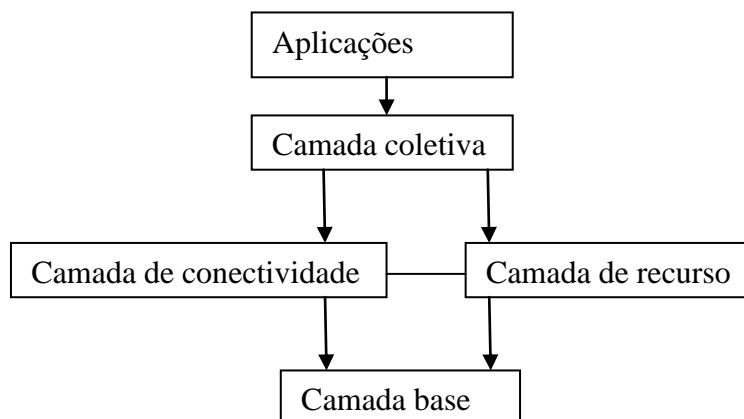 Aplicações
Camada coletiva
Camada de conectividade
Camada de recurso
Camada base